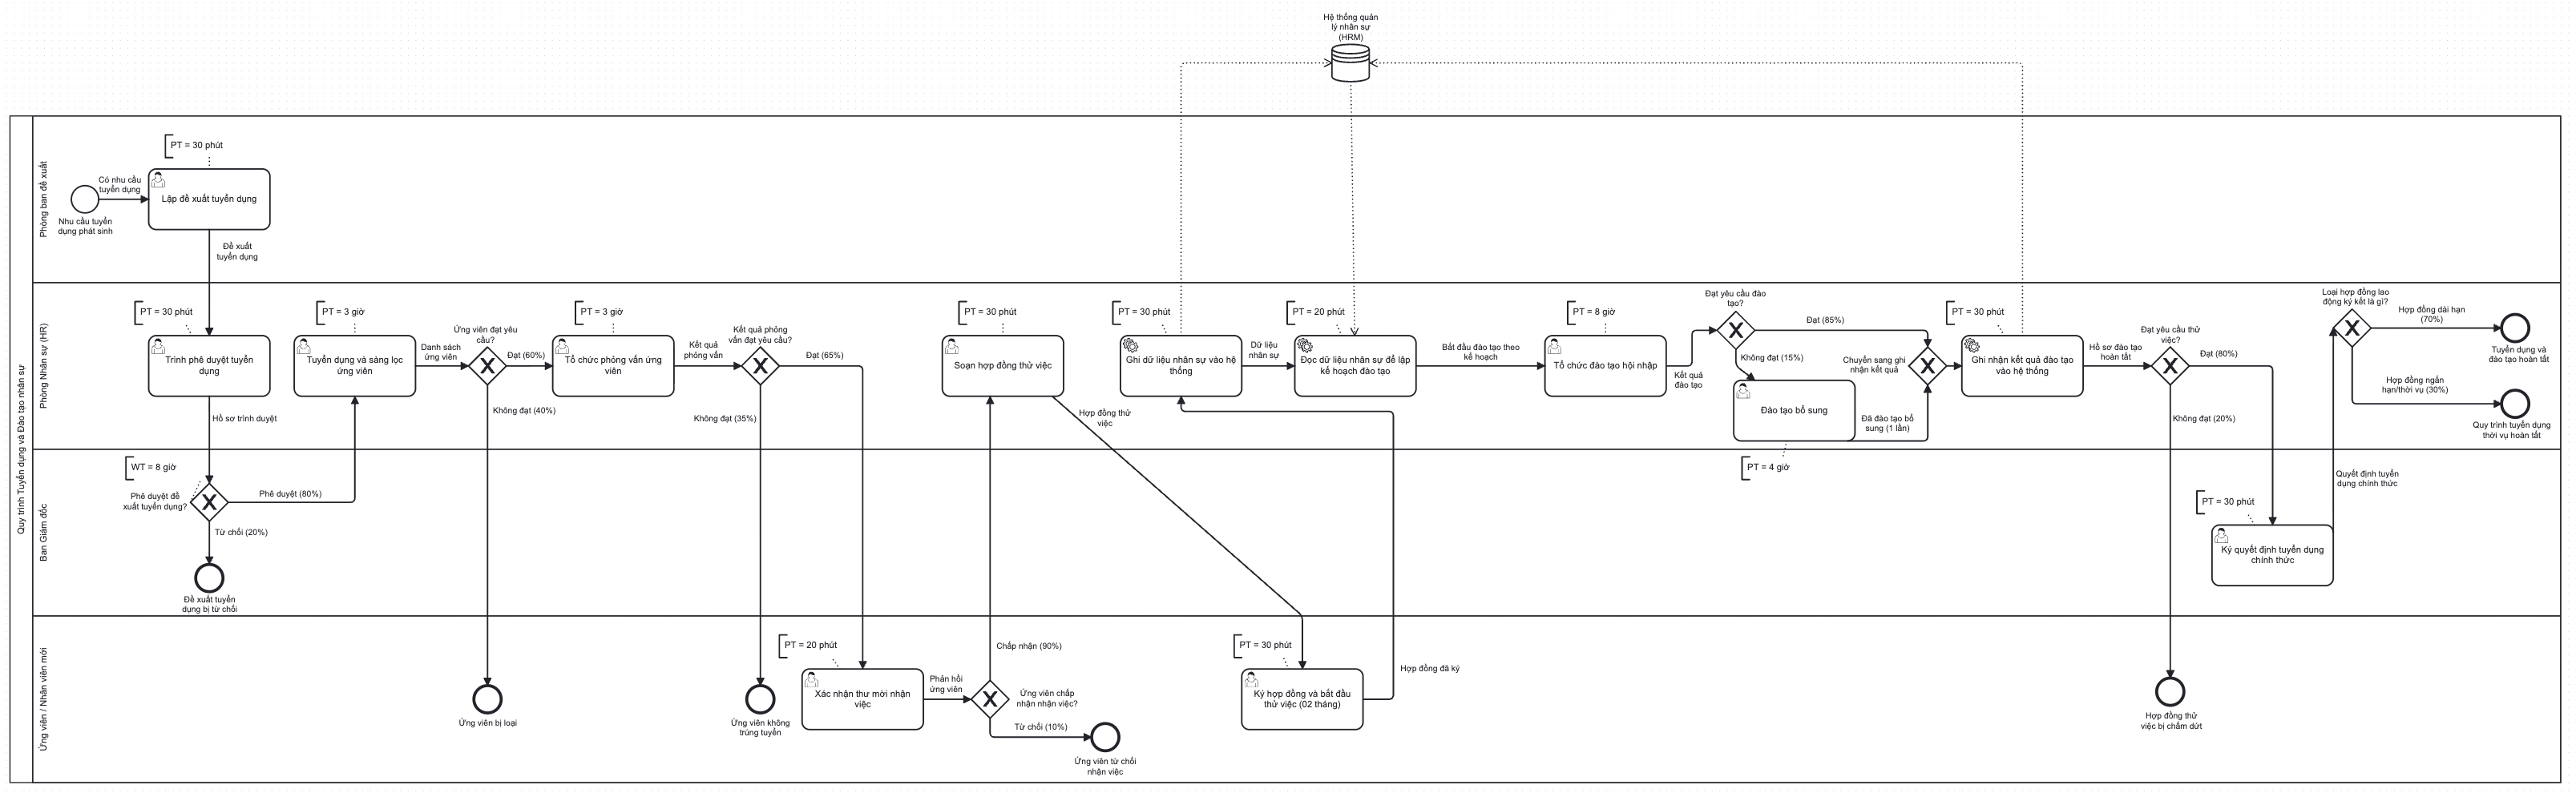 Hệ thống quản
lý nhân sự
(HRM)
Quy trình Tuyển dụng và Đào tạo nhân sự
Phòng ban đề xuất
PT = 30 phút
Có nhu cầu
tuyển dụng
Lập đề xuất tuyển dụng
Nhu cầu tuyển
dụng phát sinh
Đề xuất
tuyển dụng
Phòng Nhân sự (HR)
PT = 30 phút
Trình phê duyệt tuyển
dụng
Hồ sơ trình duyệt
PT = 3 giờ
Tuyển dụng và sàng lọc
ứng viên
Danh sách
ứng viên
Ứng viên đạt yêu
cầu?
Đạt (60%)
Không đạt (40%)
PT = 3 giờ
Tổ chức phỏng vấn ứng
viên
Kết quả
phỏng vấn
Kết quả phỏng
vấn đạt yêu cầu?
Đạt (65%)
Không đạt (35%)
PT = 30 phút
Soạn hợp đồng thử việc
Hợp đồng thử
việc
PT = 30 phút
Ghi dữ liệu nhân sự vào hệ
thống
Dữ liệu
nhân sự
PT = 20 phút
Đọc dữ liệu nhân sự để lập
kế hoạch đào tạo
Bắt đầu đào tạo theo
kế hoạch
PT = 8 giờ
Tổ chức đào tạo hội nhập
Kết quả
đào tạo
Đạt yêu cầu đào
tạo?
Đạt (85%)
Không đạt (15%)
Đào tạo bổ sung
PT = 4 giờ
Đã đào tạo bổ
sung (1 lần)
Chuyển sang ghi
nhận kết quả
PT = 30 phút
Ghi nhận kết quả đào tạo
vào hệ thống
Hồ sơ đào tạo
hoàn tất
Đạt yêu cầu thử
việc?
Đạt (80%)
Không đạt (20%)
Loại hợp đồng lao
động ký kết là gì?
Hợp đồng dài hạn
(70%)
Tuyển dụng và
đào tạo hoàn tất
Hợp đồng ngắn
hạn/thời vụ (30%)
Quy trình tuyển dụng
thời vụ hoàn tất
Ban Giám đốc
WT = 8 giờ
Phê duyệt đề
xuất tuyển dụng?
Phê duyệt (80%)
Từ chối (20%)
Đề xuất tuyển
dụng bị từ chối
PT = 30 phút
Ký quyết định tuyển dụng
chính thức
Quyết định tuyển
dụng chính thức
Ứng viên / Nhân viên mới
Ứng viên bị loại
Ứng viên không
trúng tuyển
PT = 20 phút
Xác nhận thư mời nhận
việc
Phản hồi
ứng viên
Chấp nhận (90%)
Ứng viên chấp
nhận nhận việc?
Từ chối (10%)
Ứng viên từ chối
nhận việc
PT = 30 phút
Ký hợp đồng và bắt đầu
thử việc (02 tháng)
Hợp đồng đã ký
Hợp đồng thử
việc bị chấm dứt